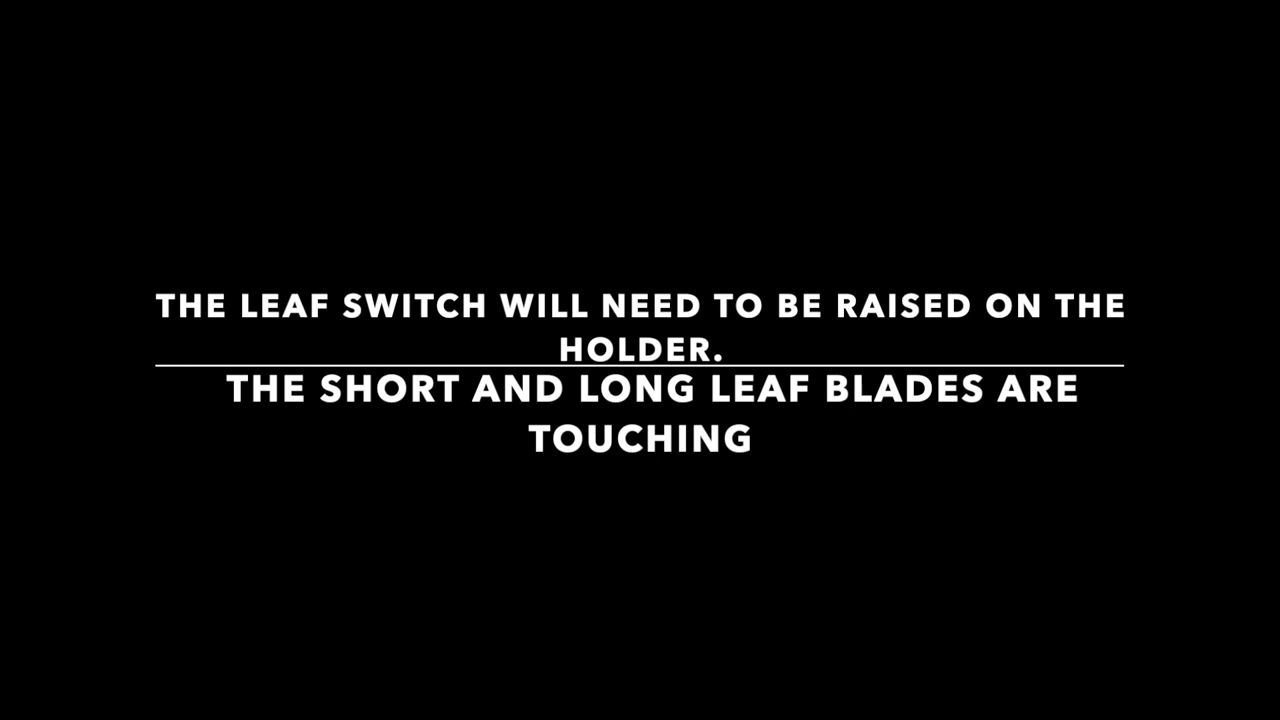 THE LEAF SWITCH WILL NEED TO BE RAISED ON THE
HOLDER.
THE SHORT AND LONG LEAF BLADES ARE
TOUCHING